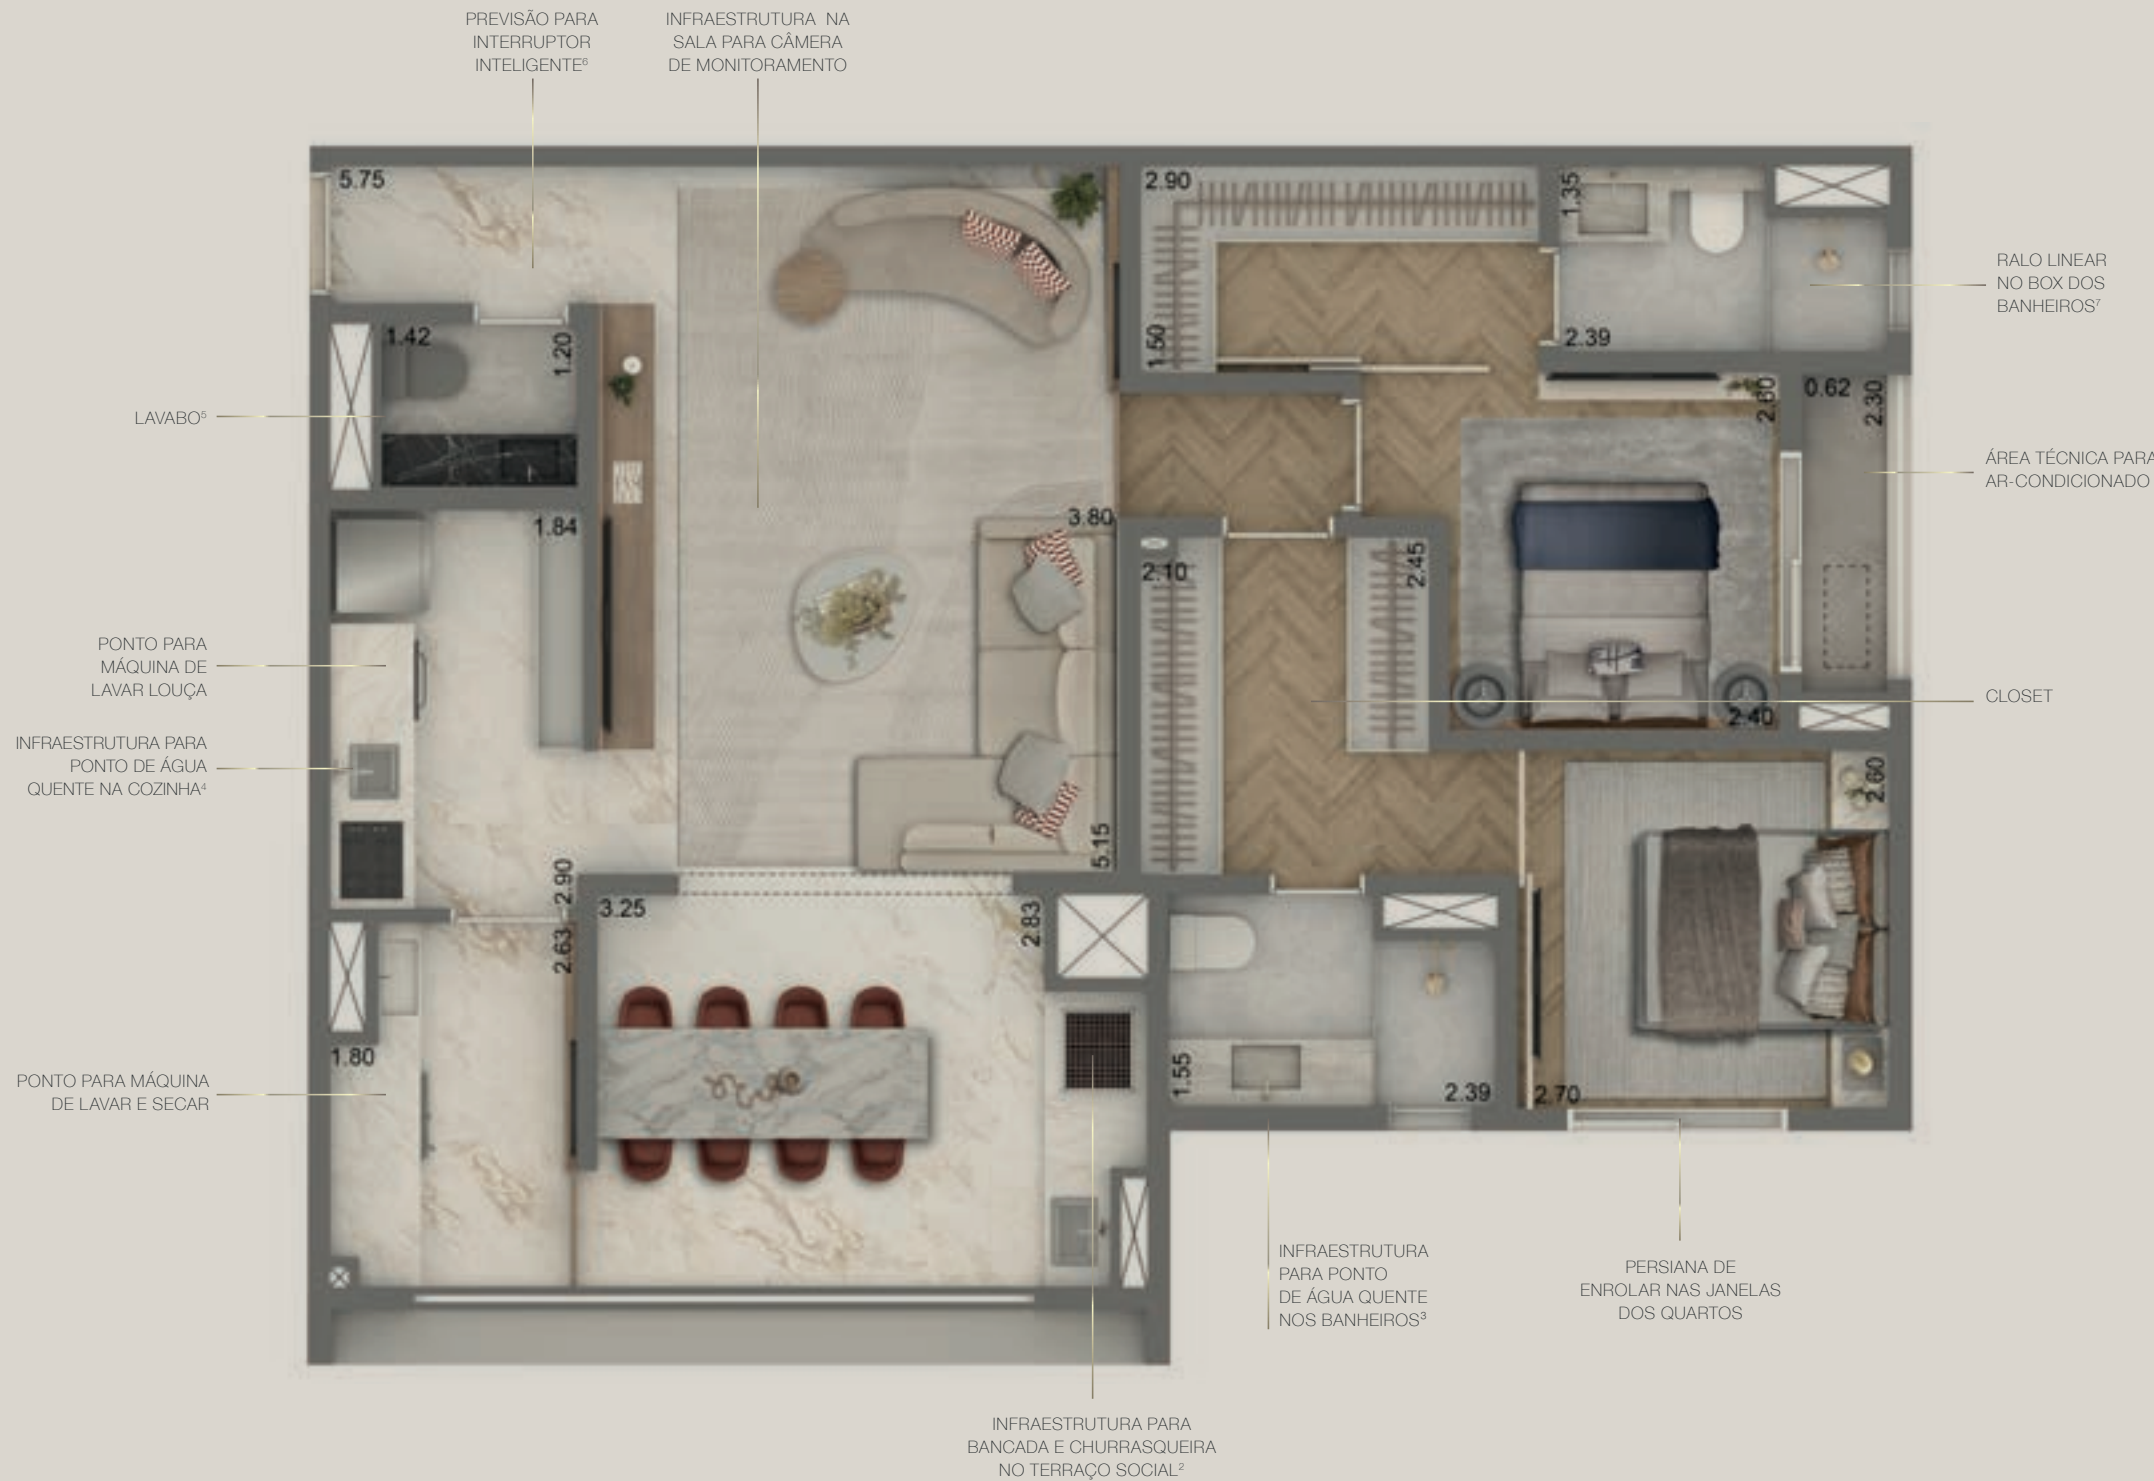 PREVISÃO PARA
INTERRUPTOR
INTELIGENTE⁶
INFRAESTRUTURA NA
SALA PARA CÂMERA
DE MONITORAMENTO
5.75
2.90
1.35
RALO LINEAR
NO BOX DOS
BANHEIROS⁷
1.42
1.20
1.50
2.39
LAVABO⁵
2.60
0.62
2.30
ÁREA TÉCNICA PARA
AR-CONDICIONADO
1.84
3.80
2.10
2.45
PONTO PARA
MÁQUINA DE
LAVAR LOUÇA
CLOSET
2.40
INFRAESTRUTURA PARA
PONTO DE ÁGUA
QUENTE NA COZINHA⁴
2.60
5.15
2.90
3.25
2.83
2.63
1.80
1.55
2.39
2.70
PONTO PARA MÁQUINA
DE LAVAR E SECAR
INFRAESTRUTURA
PARA PONTO
DE ÁGUA QUENTE
NOS BANHEIROS³
PERSIANA DE
ENROLAR NAS JANELAS
DOS QUARTOS
INFRAESTRUTURA PARA
BANCADA E CHURRASQUEIRA
NO TERRAÇO SOCIAL²